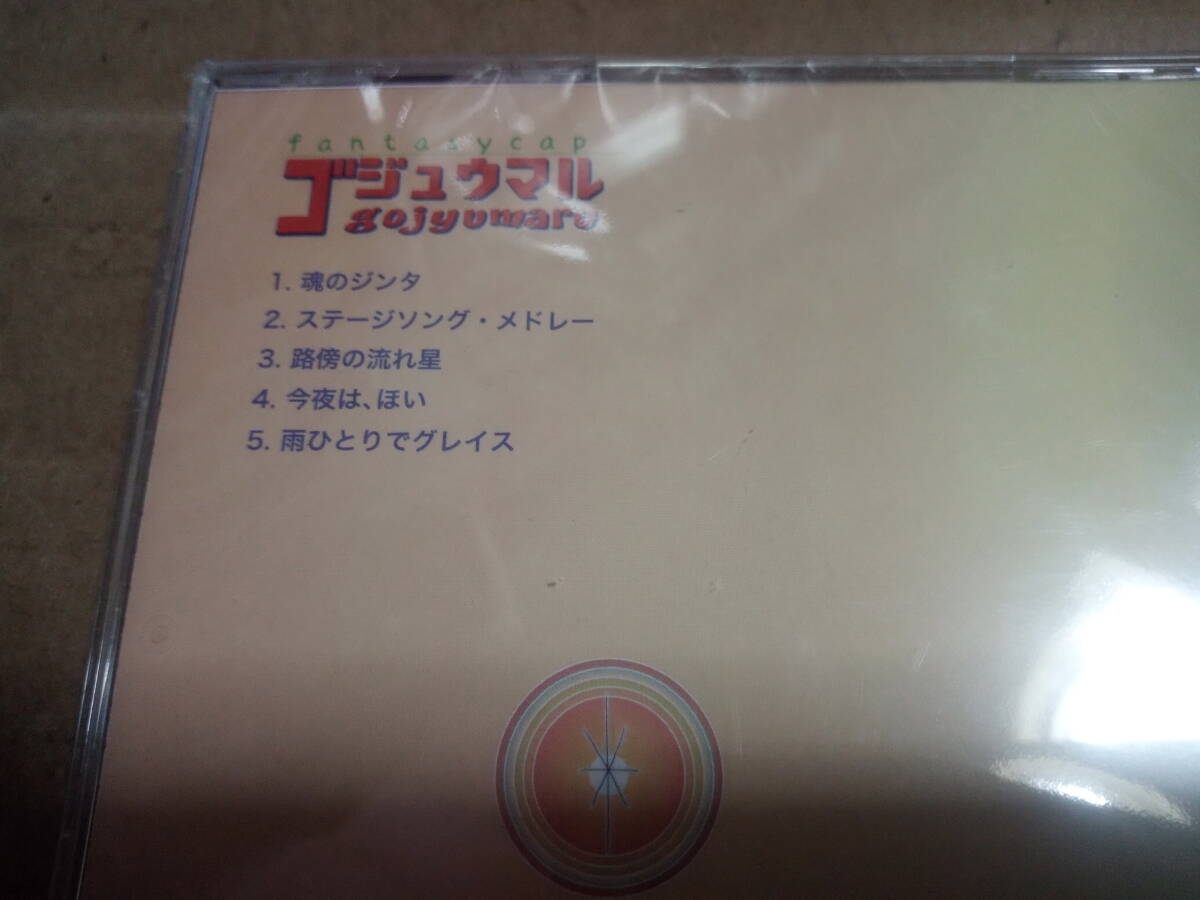 fantasycap
ゴジュウマル
gojyumaru
1. 魂のジンタ
2. ステージソング・メドレー
3. 路傍の流れ星
4. 今夜は、ほい
5. 雨ひとりでグレイス